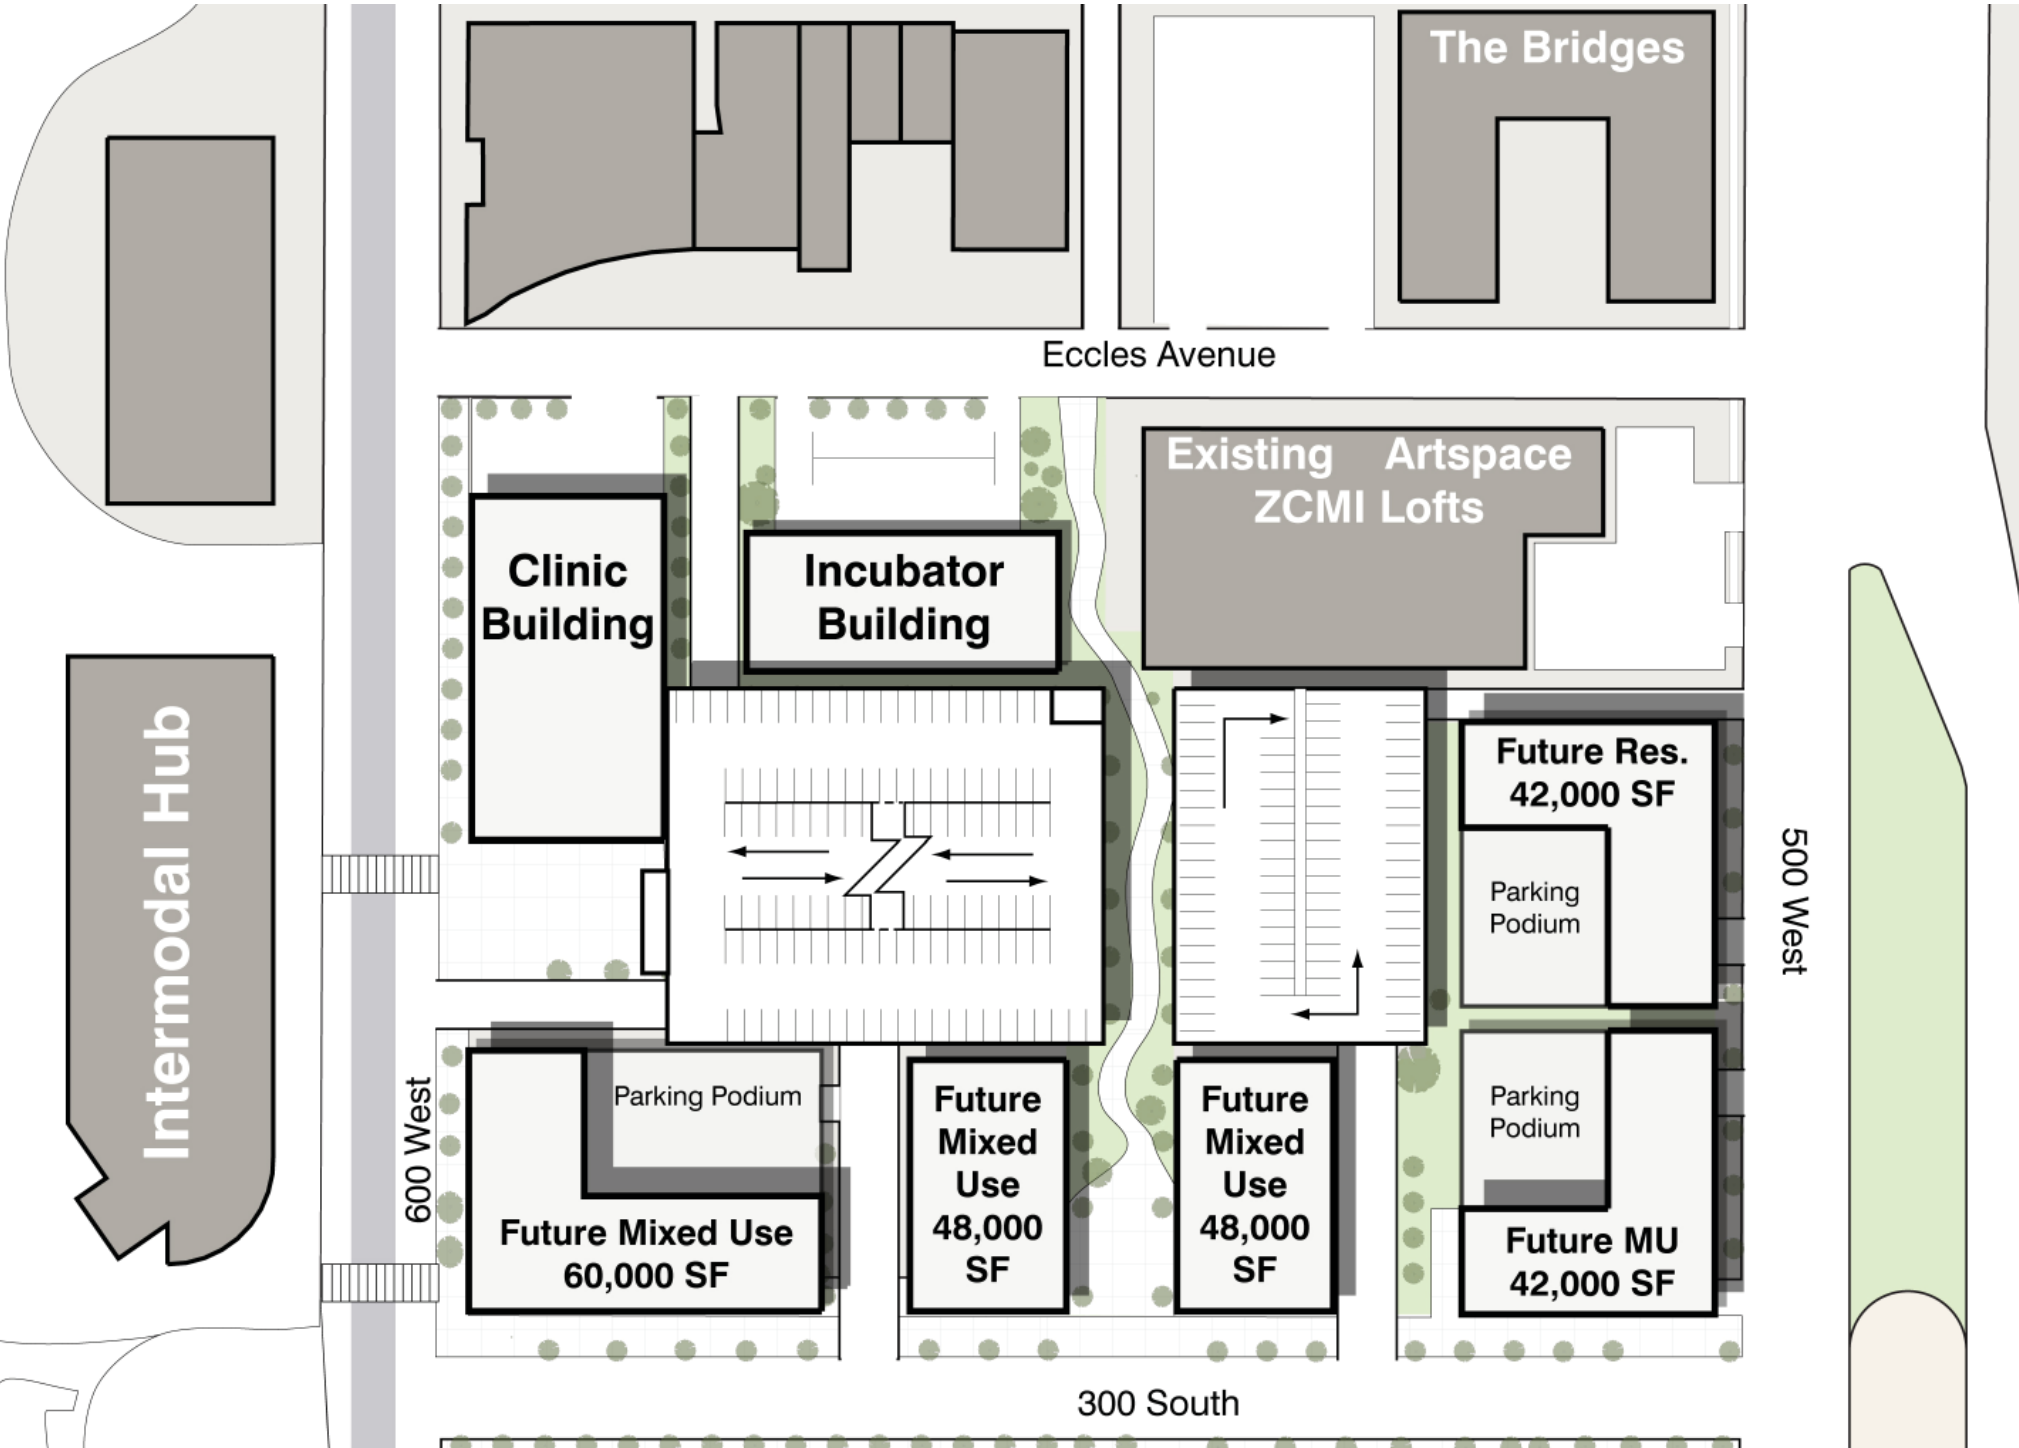 The Bridges
Eccles Avenue
Existing Artspace
ZCMI Lofts
Clinic
Building
Incubator
Building
Intermodal Hub
Future Res.
42,000 SF
Parking
Podium
500 West
600 West
Parking Podium
Future Mixed Use
60,000 SF
Future
Mixed
Use
48,000
SF
Future
Mixed
Use
48,000
SF
Parking
Podium
Future MU
42,000 SF
300 South